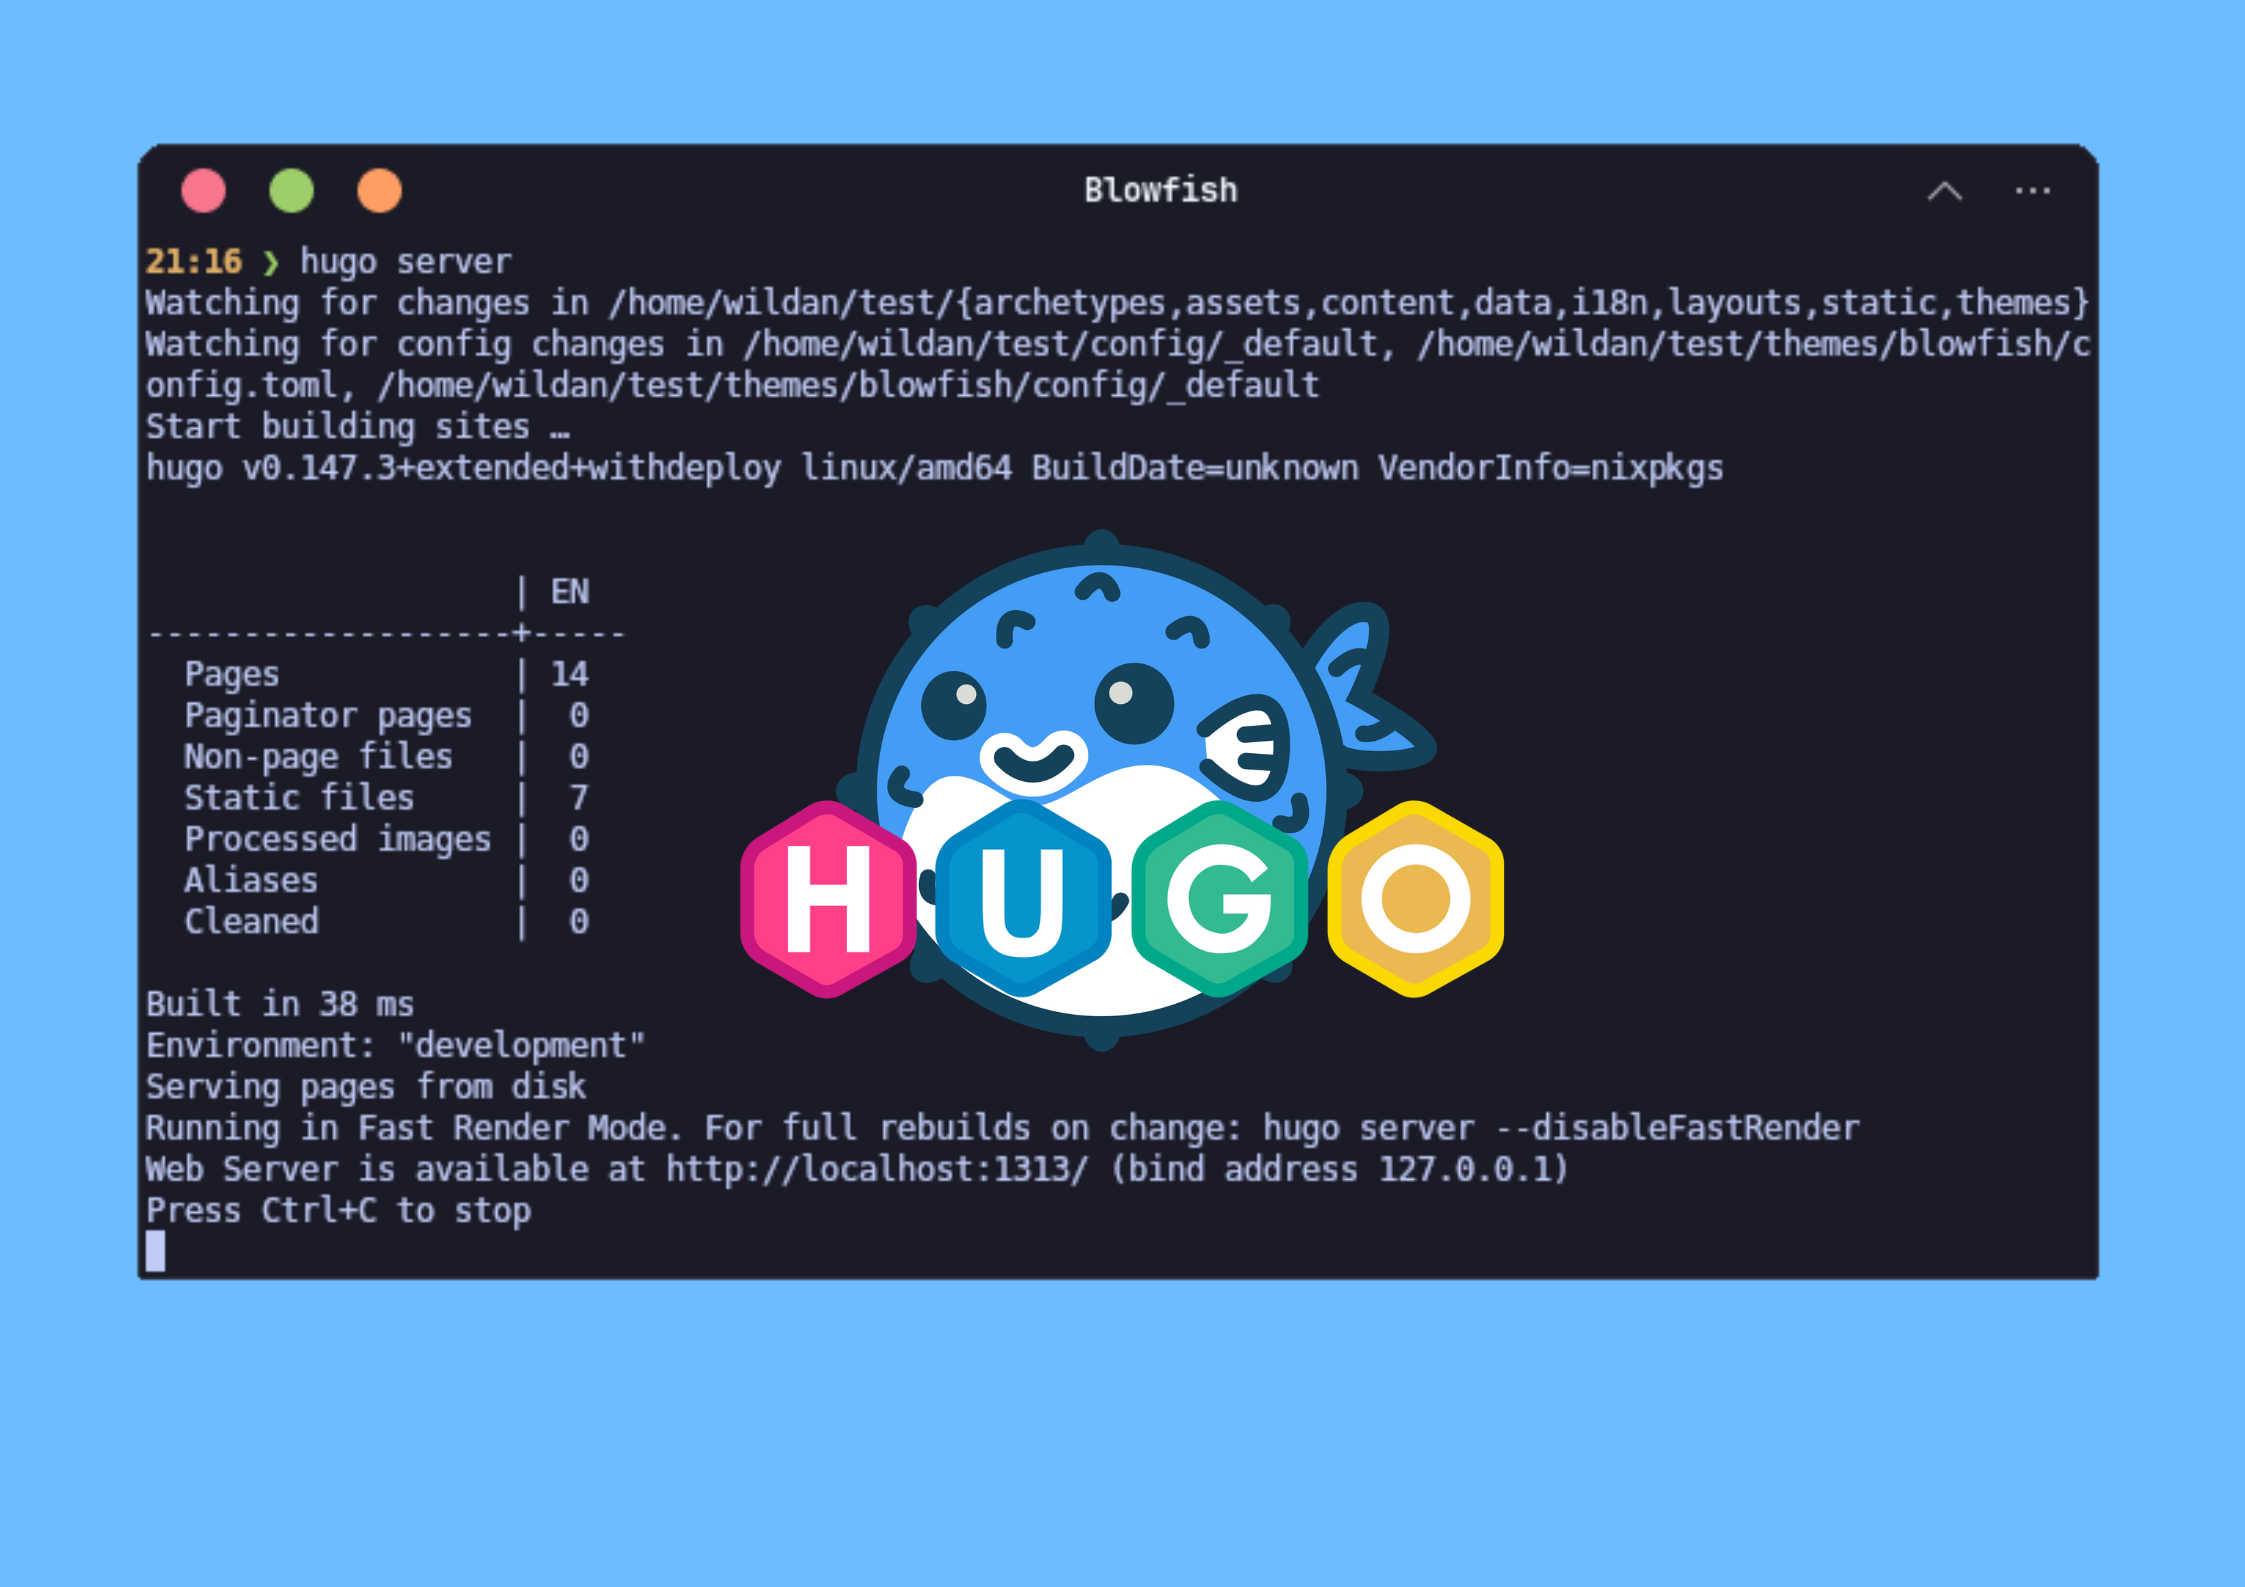 Blowfish
21:16 ❯ hugo server
Watching for changes in /home/wildan/test/{archetypes,assets,content,data,i18n,layouts,static,themes}
Watching for config changes in /home/wildan/test/config/_default, /home/wildan/test/themes/blowfish/c
onfig.toml, /home/wildan/test/themes/blowfish/config/_default
Start building sites …
hugo v0.147.3+extended+withdeploy linux/amd64 BuildDate=unknown VendorInfo=nixpkgs
                   | EN
-------------------+-----
  Pages            | 14
  Paginator pages  |  0
  Non-page files   |  0
  Static files     |  7
  Processed images |  0
  Aliases          |  0
  Cleaned          |  0
HUGO
Built in 38 ms
Environment: "development"
Serving pages from disk
Running in Fast Render Mode. For full rebuilds on change: hugo server --disableFastRender
Web Server is available at http://localhost:1313/ (bind address 127.0.0.1)
Press Ctrl+C to stop